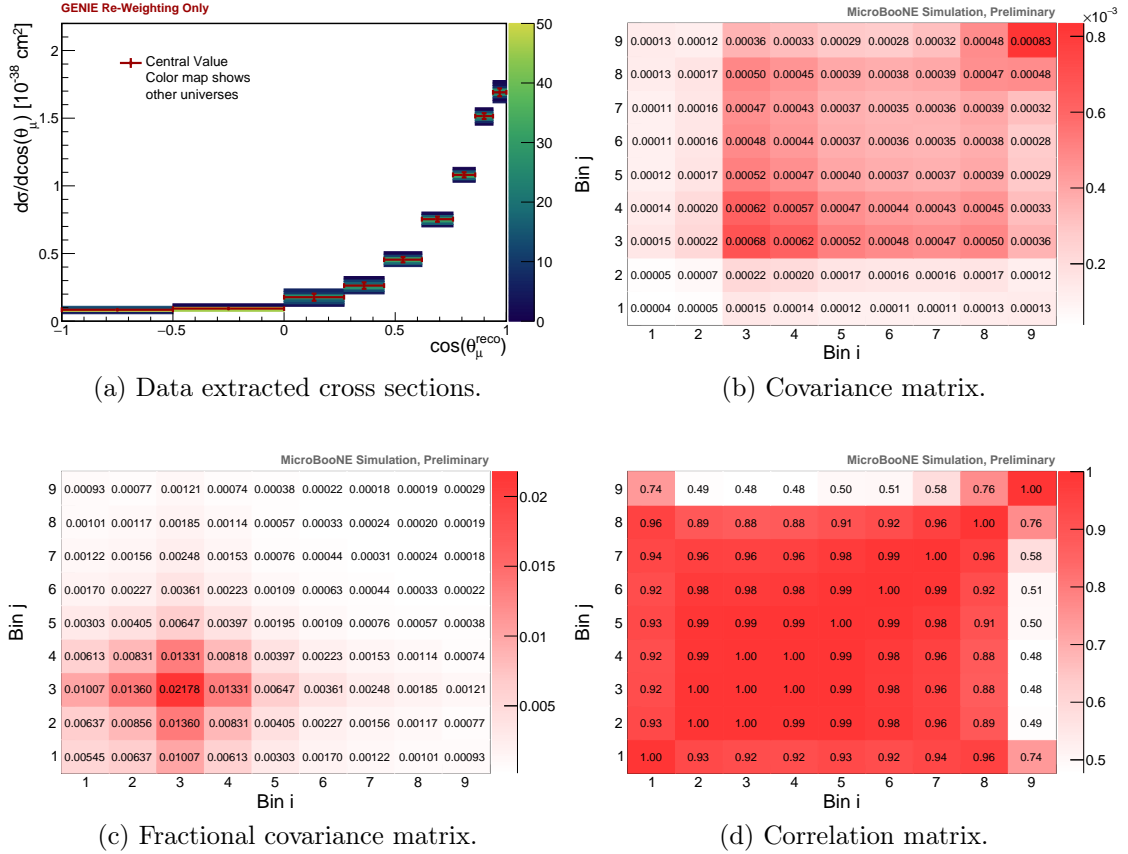 GENIE Re-Weighting Only
Central Value
Color map shows
other universes
dσ/dcos(θ_μ) [10^-38 cm^2]
2
1.5
1
0.5
0
−1 −0.5 0 0.5 1
cos(θ_μ^reco)
50
40
30
20
10
0
(a) Data extracted cross sections.
MicroBooNE Simulation, Preliminary
×10^−3
9 0.00013 0.00012 0.00036 0.00033 0.00029 0.00028 0.00032 0.00048 0.00083
8 0.00013 0.00017 0.00050 0.00045 0.00039 0.00038 0.00039 0.00047 0.00048
7 0.00011 0.00016 0.00047 0.00043 0.00037 0.00035 0.00036 0.00039 0.00032
6 0.00011 0.00016 0.00048 0.00044 0.00037 0.00036 0.00035 0.00038 0.00028
5 0.00012 0.00017 0.00052 0.00047 0.00040 0.00037 0.00037 0.00039 0.00029
4 0.00014 0.00020 0.00062 0.00057 0.00047 0.00044 0.00043 0.00045 0.00033
3 0.00015 0.00022 0.00068 0.00062 0.00052 0.00048 0.00047 0.00050 0.00036
2 0.00005 0.00007 0.00022 0.00020 0.00017 0.00016 0.00016 0.00017 0.00012
1 0.00004 0.00005 0.00015 0.00014 0.00012 0.00011 0.00011 0.00013 0.00013
1 2 3 4 5 6 7 8 9
Bin i
Bin j
0.8
0.6
0.4
0.2
(b) Covariance matrix.
MicroBooNE Simulation, Preliminary
9 0.00093 0.00077 0.00121 0.00074 0.00038 0.00022 0.00018 0.00019 0.00029
8 0.00101 0.00117 0.00185 0.00114 0.00057 0.00033 0.00024 0.00020 0.00019
7 0.00122 0.00156 0.00248 0.00153 0.00076 0.00044 0.00031 0.00024 0.00018
6 0.00170 0.00227 0.00361 0.00223 0.00109 0.00063 0.00044 0.00033 0.00022
5 0.00303 0.00405 0.00647 0.00397 0.00195 0.00109 0.00076 0.00057 0.00038
4 0.00613 0.00831 0.01331 0.00818 0.00397 0.00223 0.00153 0.00114 0.00074
3 0.01007 0.01360 0.02178 0.01331 0.00647 0.00361 0.00248 0.00185 0.00121
2 0.00637 0.00856 0.01360 0.00831 0.00405 0.00227 0.00156 0.00117 0.00077
1 0.00545 0.00637 0.01007 0.00613 0.00303 0.00170 0.00122 0.00101 0.00093
1 2 3 4 5 6 7 8 9
Bin i
Bin j
0.02
0.015
0.01
0.005
(c) Fractional covariance matrix.
MicroBooNE Simulation, Preliminary
9 0.74 0.49 0.48 0.48 0.50 0.51 0.58 0.76 1.00
8 0.96 0.89 0.88 0.88 0.91 0.92 0.96 1.00 0.76
7 0.94 0.96 0.96 0.96 0.98 0.99 1.00 0.96 0.58
6 0.92 0.98 0.98 0.98 0.99 1.00 0.99 0.92 0.51
5 0.93 0.99 0.99 0.99 1.00 0.99 0.98 0.91 0.50
4 0.92 0.99 1.00 1.00 0.99 0.98 0.96 0.88 0.48
3 0.92 1.00 1.00 1.00 0.99 0.98 0.96 0.88 0.48
2 0.93 1.00 1.00 0.99 0.99 0.98 0.96 0.89 0.49
1 1.00 0.93 0.92 0.92 0.93 0.92 0.94 0.96 0.74
1 2 3 4 5 6 7 8 9
Bin i
Bin j
1
0.9
0.8
0.7
0.6
0.5
(d) Correlation matrix.